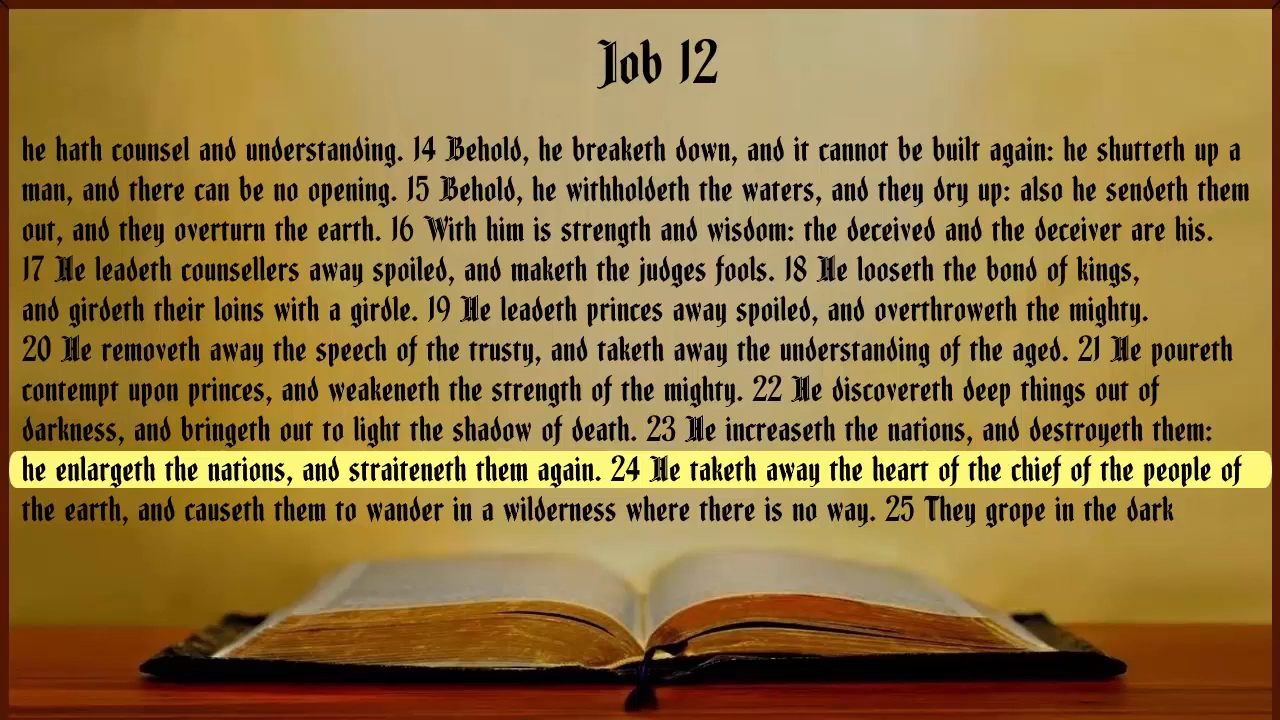 Job 12
he hath counsel and understanding. 14 Behold, he breaketh down, and it cannot be built again: he shutteth up a
man, and there can be no opening. 15 Behold, he withholdeth the waters, and they dry up: also he sendeth them
out, and they overturn the earth. 16 With him is strength and wisdom: the deceived and the deceiver are his.
17 He leadeth counsellers away spoiled, and maketh the judges fools. 18 He looseth the bond of kings,
and girdeth their loins with a girdle. 19 He leadeth princes away spoiled, and overthroweth the mighty.
20 He removeth away the speech of the trusty, and taketh away the understanding of the aged. 21 He poureth
contempt upon princes, and weakeneth the strength of the mighty. 22 He discovereth deep things out of
darkness, and bringeth out to light the shadow of death. 23 He increaseth the nations, and destroyeth them:
he enlargeth the nations, and straiteneth them again. 24 He taketh away the heart of the chief of the people of
the earth, and causeth them to wander in a wilderness where there is no way. 25 They grope in the dark